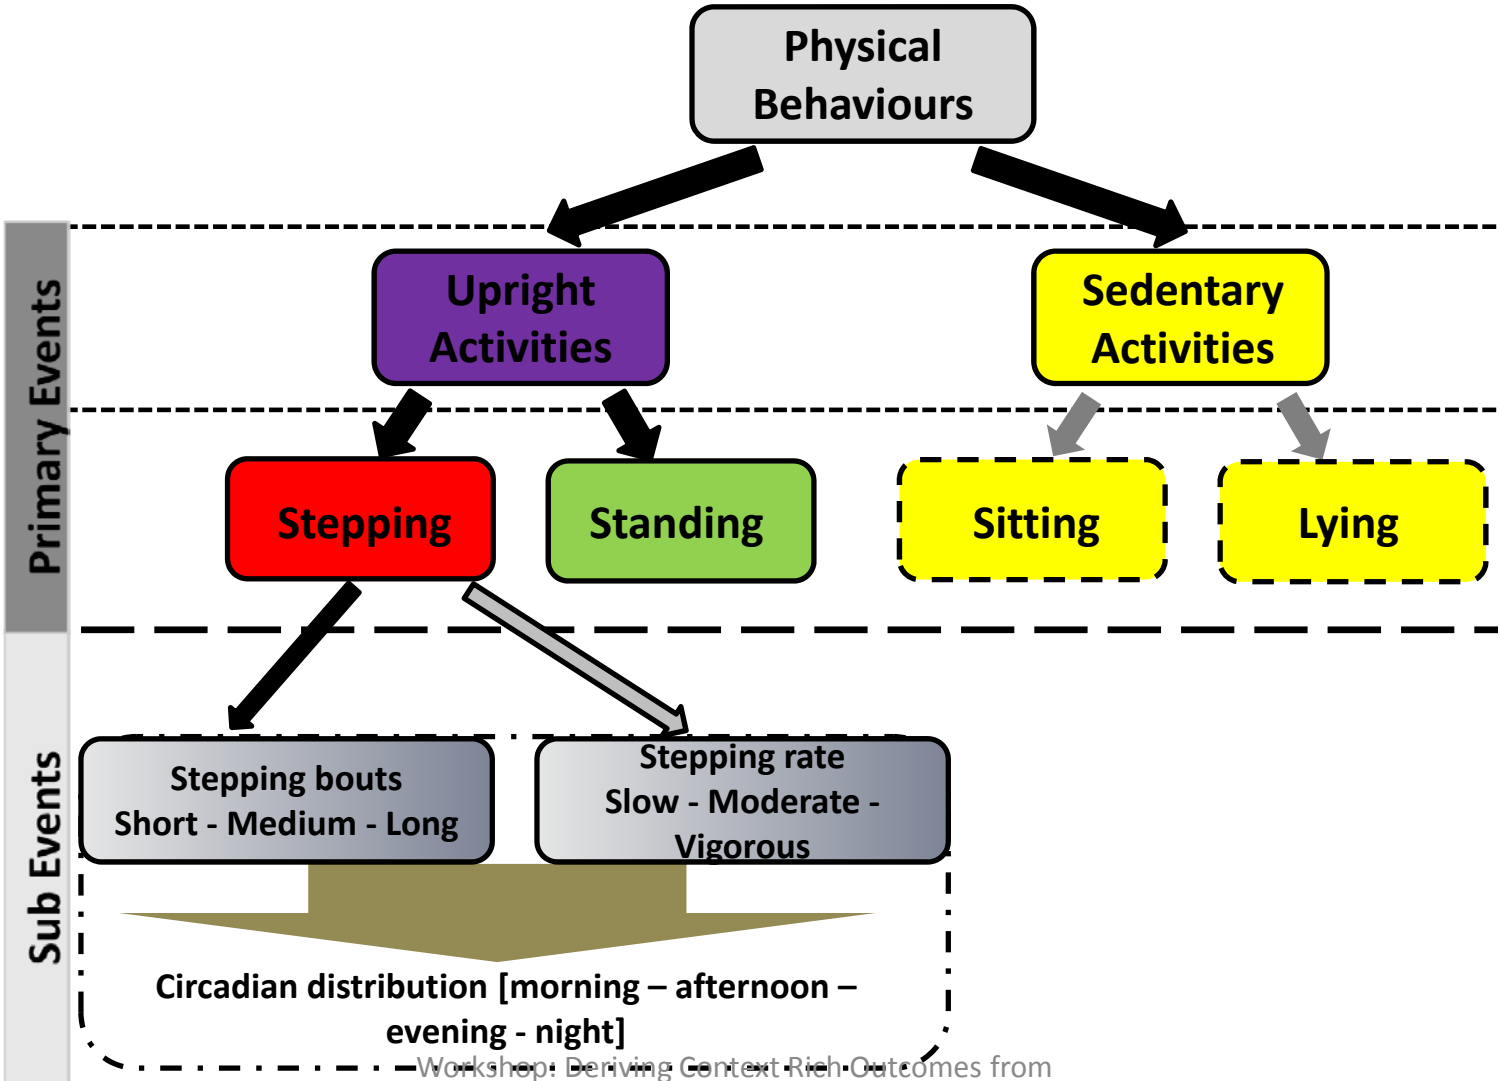 Physical
Behaviours
Primary Events
Upright
Activities
Sedentary
Activities
Stepping
Standing
Sitting
Lying
Sub Events
Stepping bouts
Short - Medium - Long
Stepping rate
Slow - Moderate -
Vigorous
Circadian distribution [morning – afternoon –
evening - night]
Workshop: Deriving Context Rich Outcomes from